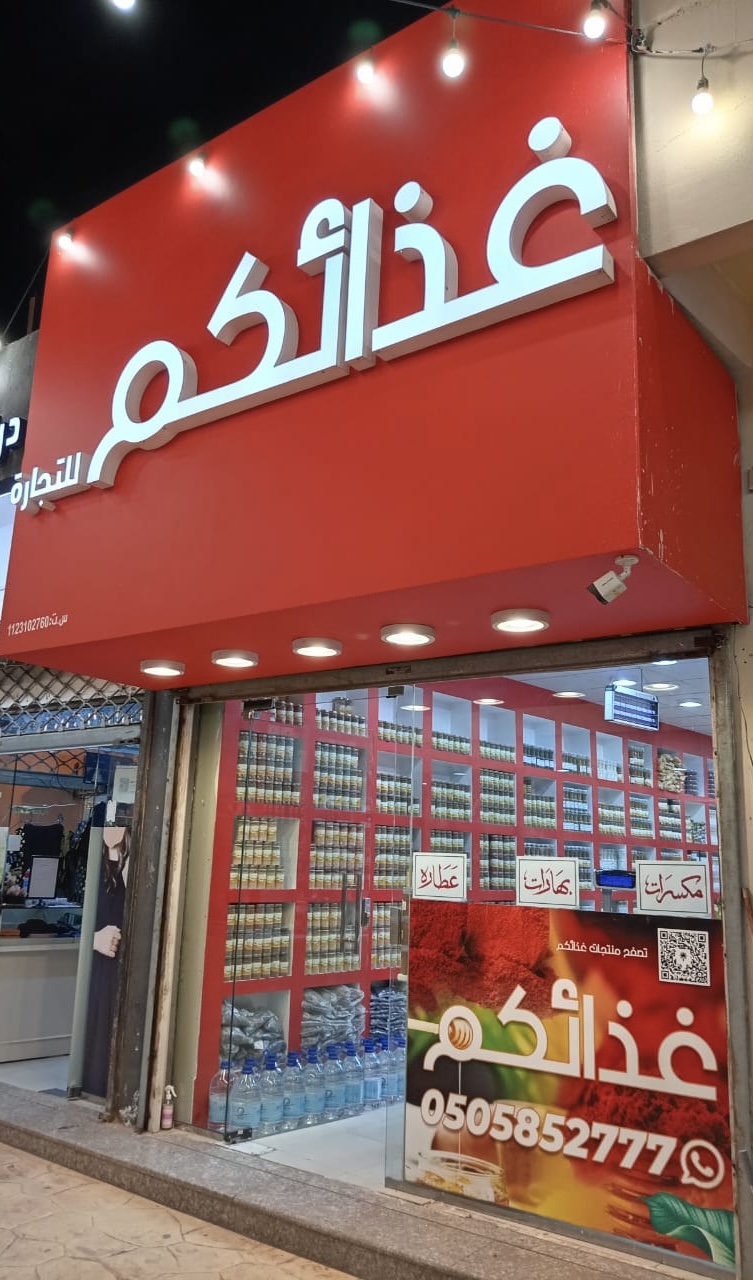 غذائكم
للتجارة
س.ت:1123102760
مكسرات
بهارات
عطارة
تصفح منتجات غذائكم
غذائكم
0505852777